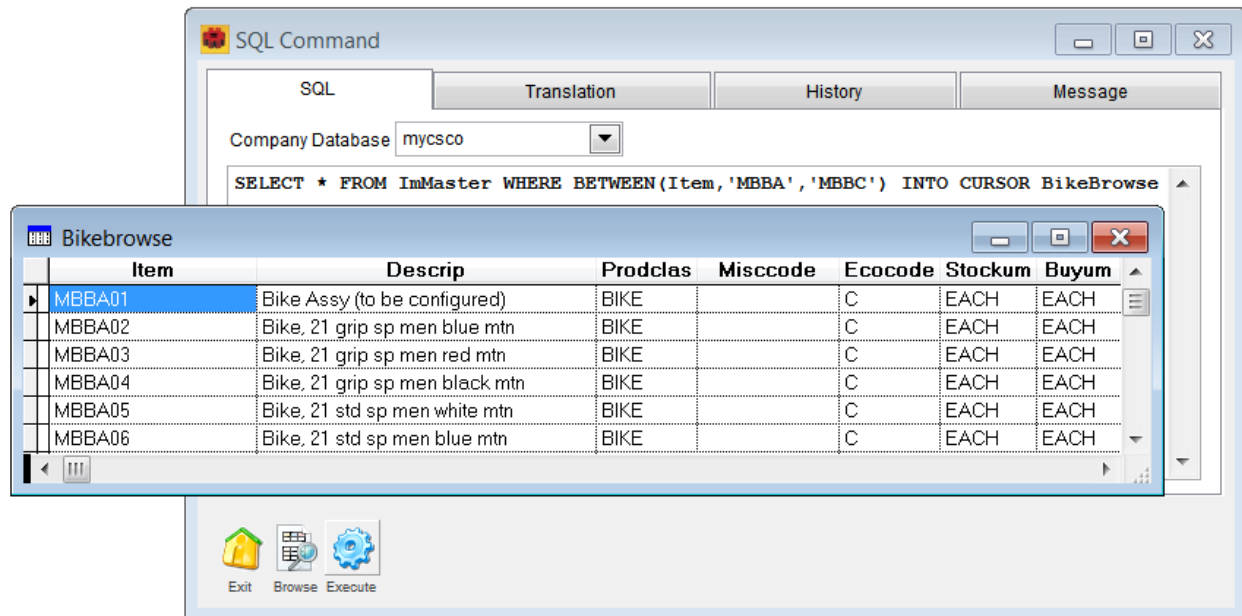 SQL Command
SQL Translation History Message
Company Database mycsco
SELECT * FROM ImMaster WHERE BETWEEN(Item,'MBBA','MBBC') INTO CURSOR BikeBrowse
Bikebrowse
Item Descrip Prodclas Misccode Ecocode Stockum Buyum
MBBA01 Bike Assy (to be configured) BIKE C EACH EACH
MBBA02 Bike, 21 grip sp men blue mtn BIKE C EACH EACH
MBBA03 Bike, 21 grip sp men red mtn BIKE C EACH EACH
MBBA04 Bike, 21 grip sp men black mtn BIKE C EACH EACH
MBBA05 Bike, 21 std sp men white mtn BIKE C EACH EACH
MBBA06 Bike, 21 std sp men blue mtn BIKE C EACH EACH
Exit Browse Execute